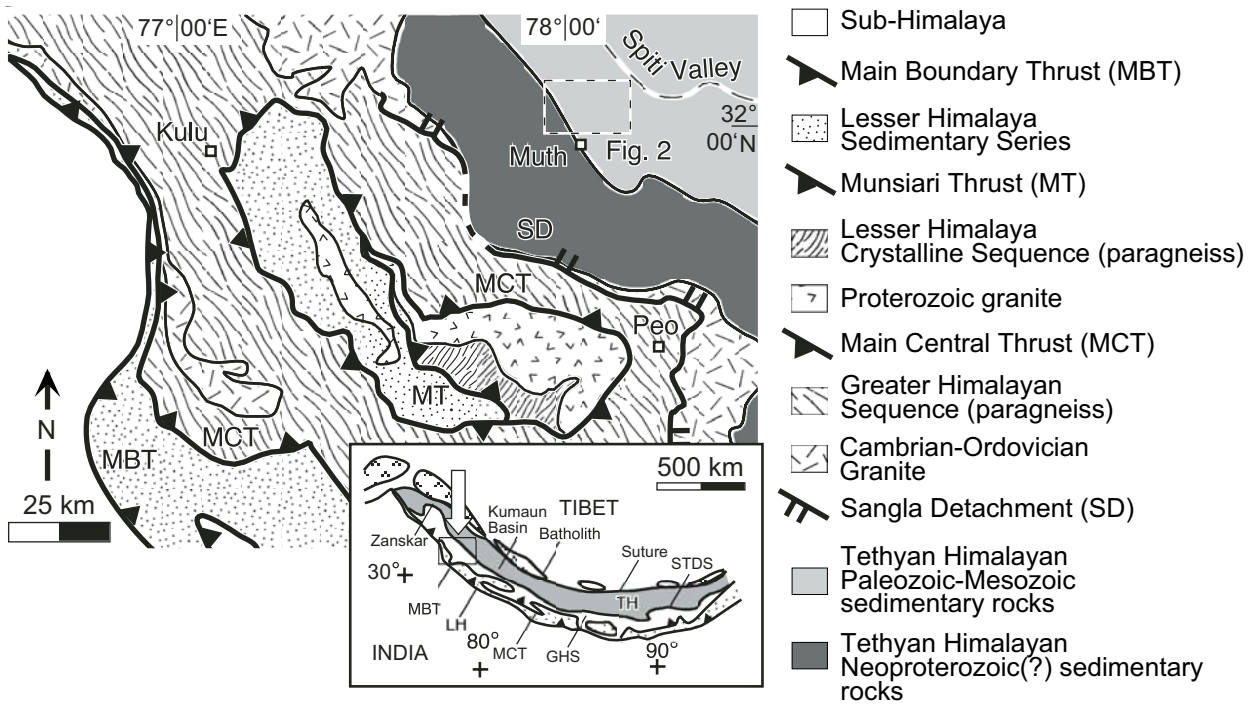 77° 00‘E
78° 00‘
Spiti Valley
32°
00‘N
Kulu
Muth
Fig. 2
SD
MCT
Peo
MT
N
MCT
MBT
25 km
500 km
TIBET
Kumaun
Basin
Batholith
Zanskar
Suture
STDS
30°
TH
MBT
LH
80°
MCT
GHS
90°
INDIA
Sub-Himalaya
Main Boundary Thrust (MBT)
Lesser Himalaya
Sedimentary Series
Munsiari Thrust (MT)
Lesser Himalaya
Crystalline Sequence (paragneiss)
Proterozoic granite
Main Central Thrust (MCT)
Greater Himalayan
Sequence (paragneiss)
Cambrian-Ordovician
Granite
Sangla Detachment (SD)
Tethyan Himalayan
Paleozoic-Mesozoic
sedimentary rocks
Tethyan Himalayan
Neoproterozoic(?) sedimentary
rocks